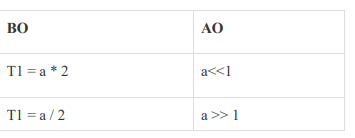 BO AO
T1 = a * 2 a<<1
T1 = a / 2 a >> 1